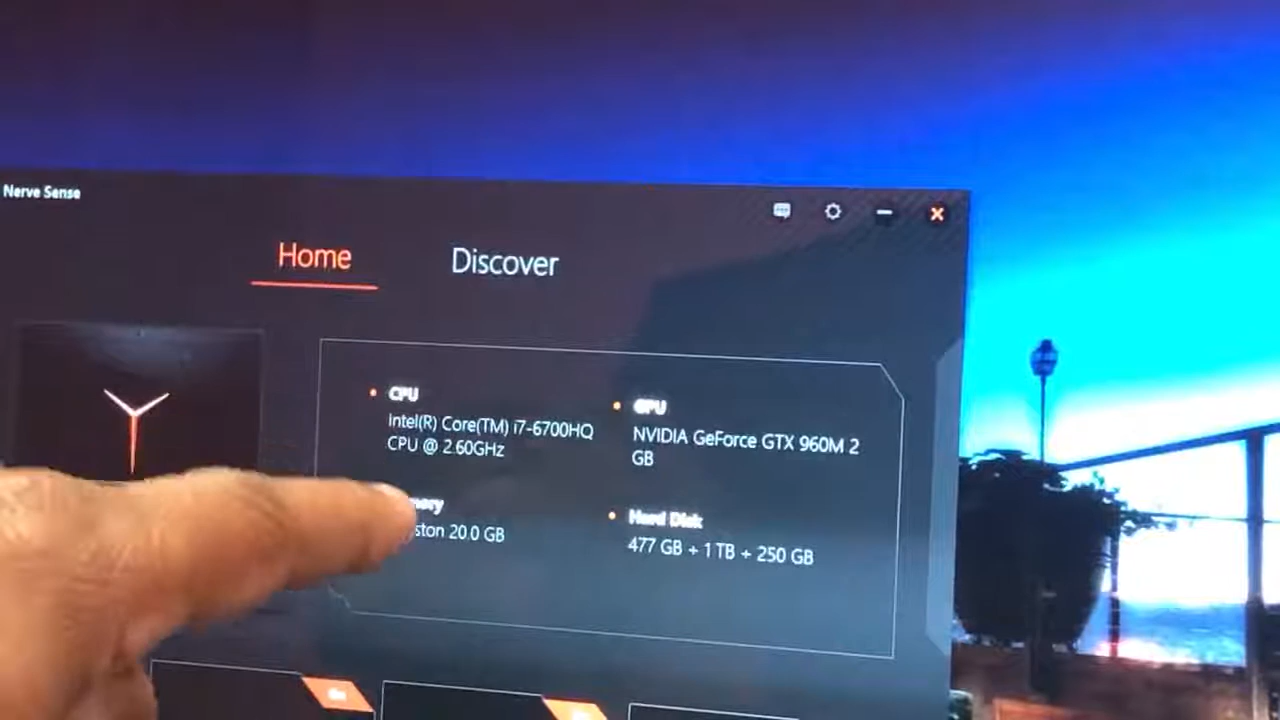 Nerve Sense
Home
Discover
CPU
Intel(R) Core(TM) i7-6700HQ
CPU @ 2.60GHz
GPU
NVIDIA GeForce GTX 960M 2
GB
20.0 GB
Hard Disk
477 GB + 1 TB + 250 GB